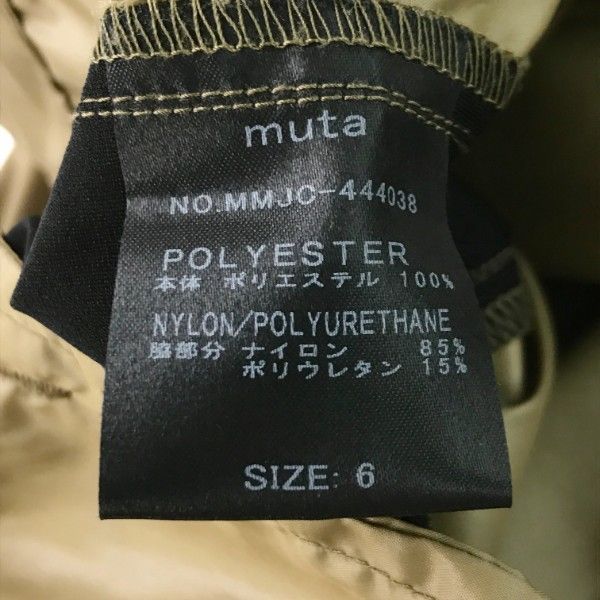 muta
NO.MMJC-444038
POLYESTER
本体 ポリエステル 100%
NYLON/POLYURETHANE
脇部分 ナイロン 85%
ポリウレタン 15%
SIZE: 6